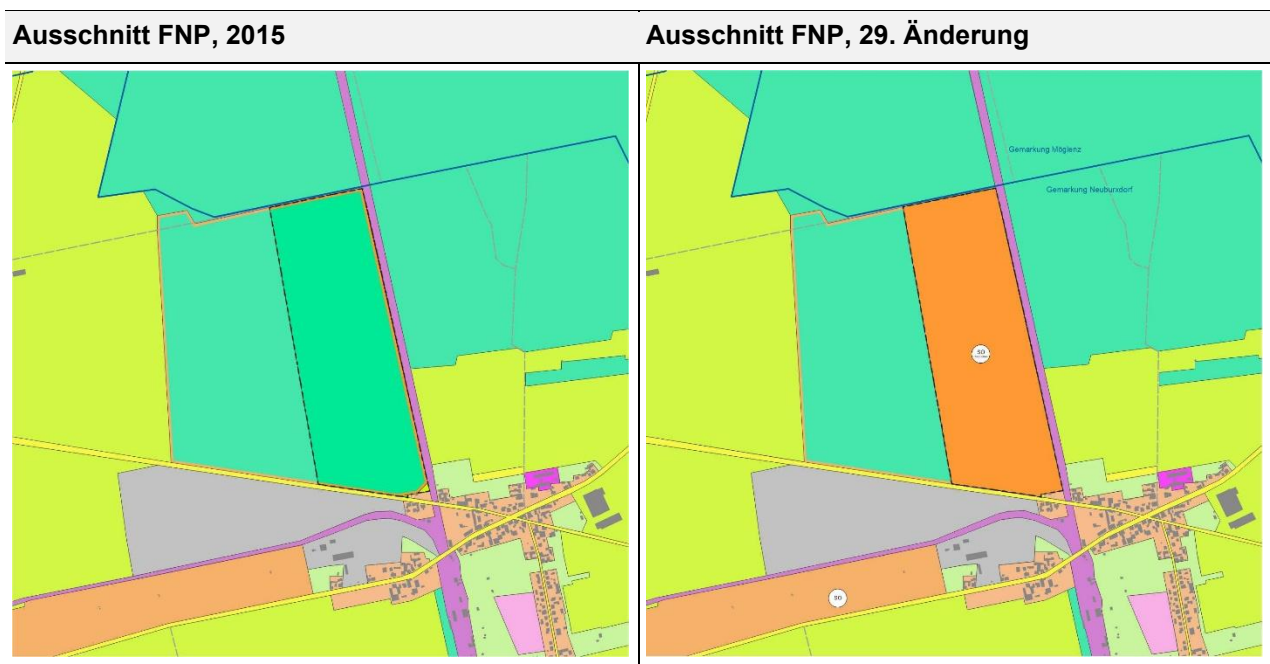 Ausschnitt FNP, 2015
Ausschnitt FNP, 29. Änderung
Gemarkung Möglenz
Gemarkung Neuburxdorf
SO
SO